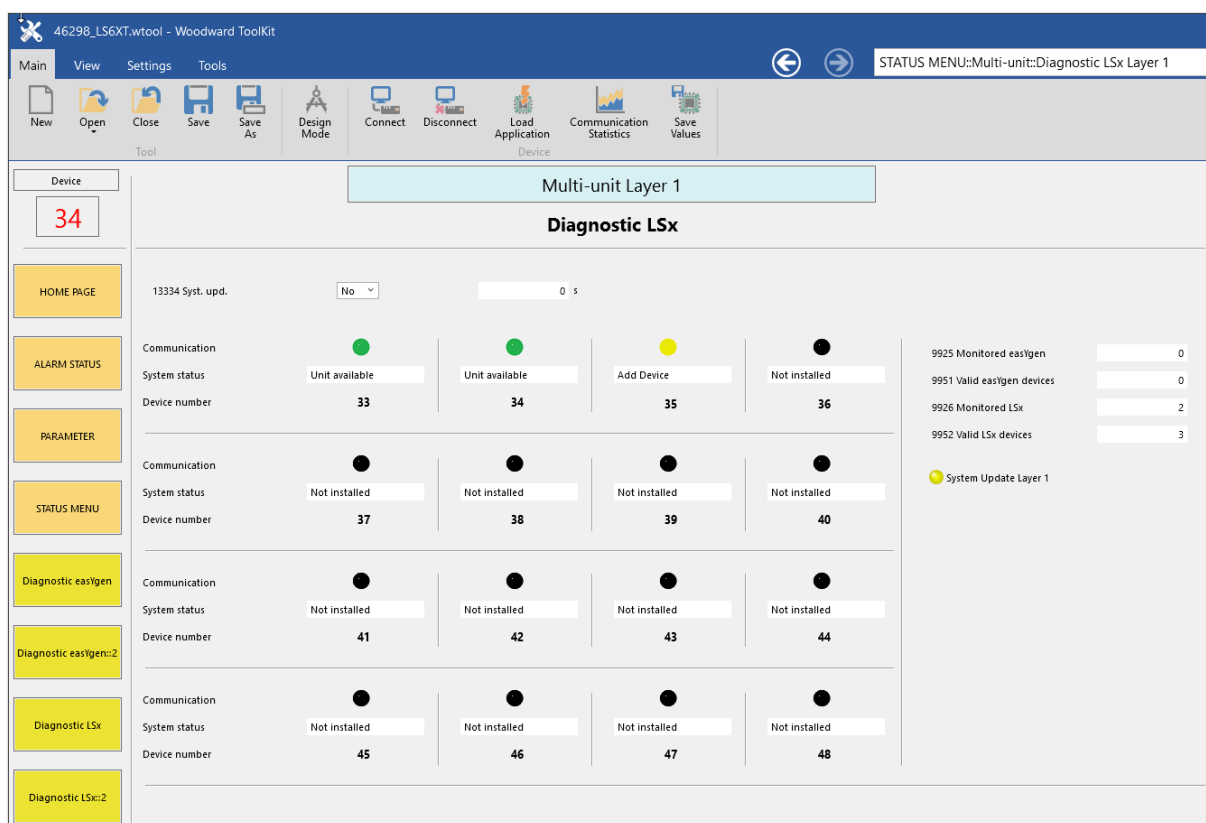 46298_LS6XT.wtool - Woodward ToolKit
Main View Settings Tools
STATUS MENU::Multi-unit::Diagnostic LSx Layer 1
New Open Close Save Save As Design Mode Connect Disconnect Load Application Communication Statistics Save Values
Tool Device
Device
34
Multi-unit Layer 1
Diagnostic LSx
HOME PAGE
ALARM STATUS
PARAMETER
STATUS MENU
Diagnostic easYgen
Diagnostic easYgen::2
Diagnostic LSx
Diagnostic LSx::2
13334 Syst. upd. No 0 s
Communication
System status Unit available Unit available Add Device Not installed
Device number 33 34 35 36
Communication
System status Not installed Not installed Not installed Not installed
Device number 37 38 39 40
Communication
System status Not installed Not installed Not installed Not installed
Device number 41 42 43 44
Communication
System status Not installed Not installed Not installed Not installed
Device number 45 46 47 48
9925 Monitored easYgen 0
9951 Valid easYgen devices 0
9926 Monitored LSx 2
9952 Valid LSx devices 3
System Update Layer 1